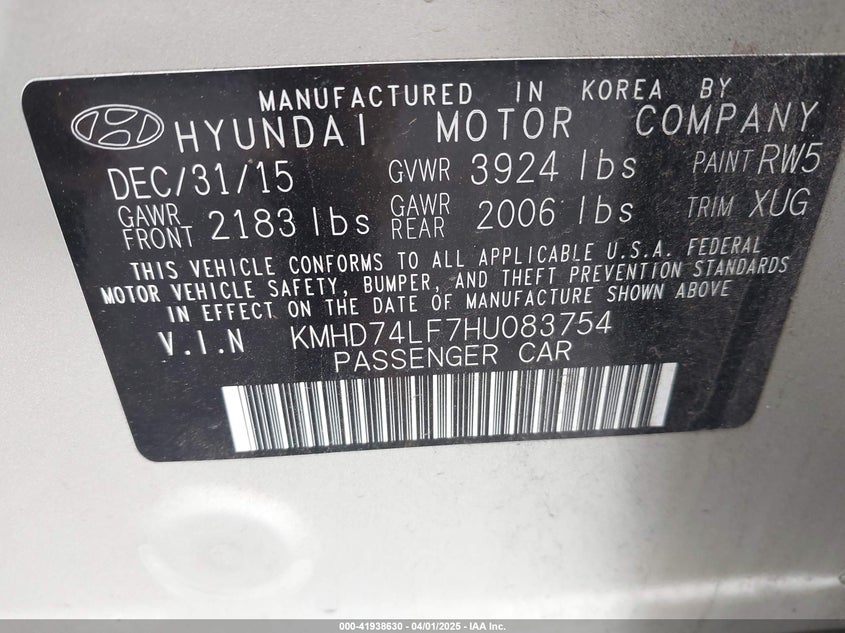 MANUFACTURED IN KOREA BY
HYUNDAI MOTOR COMPANY
DEC/31/15 GVWR 3924 lbs PAINT RW5
GAWR FRONT 2183 lbs GAWR REAR 2006 lbs TRIM XUG
THIS VEHICLE CONFORMS TO ALL APPLICABLE U.S.A. FEDERAL
MOTOR VEHICLE SAFETY, BUMPER, AND THEFT PREVENTION STANDARDS
IN EFFECT ON THE DATE OF MANUFACTURE SHOWN ABOVE
V.I.N KMHD74LF7HU083754
PASSENGER CAR
000-41938630 - 04/01/2025 - IAA Inc.